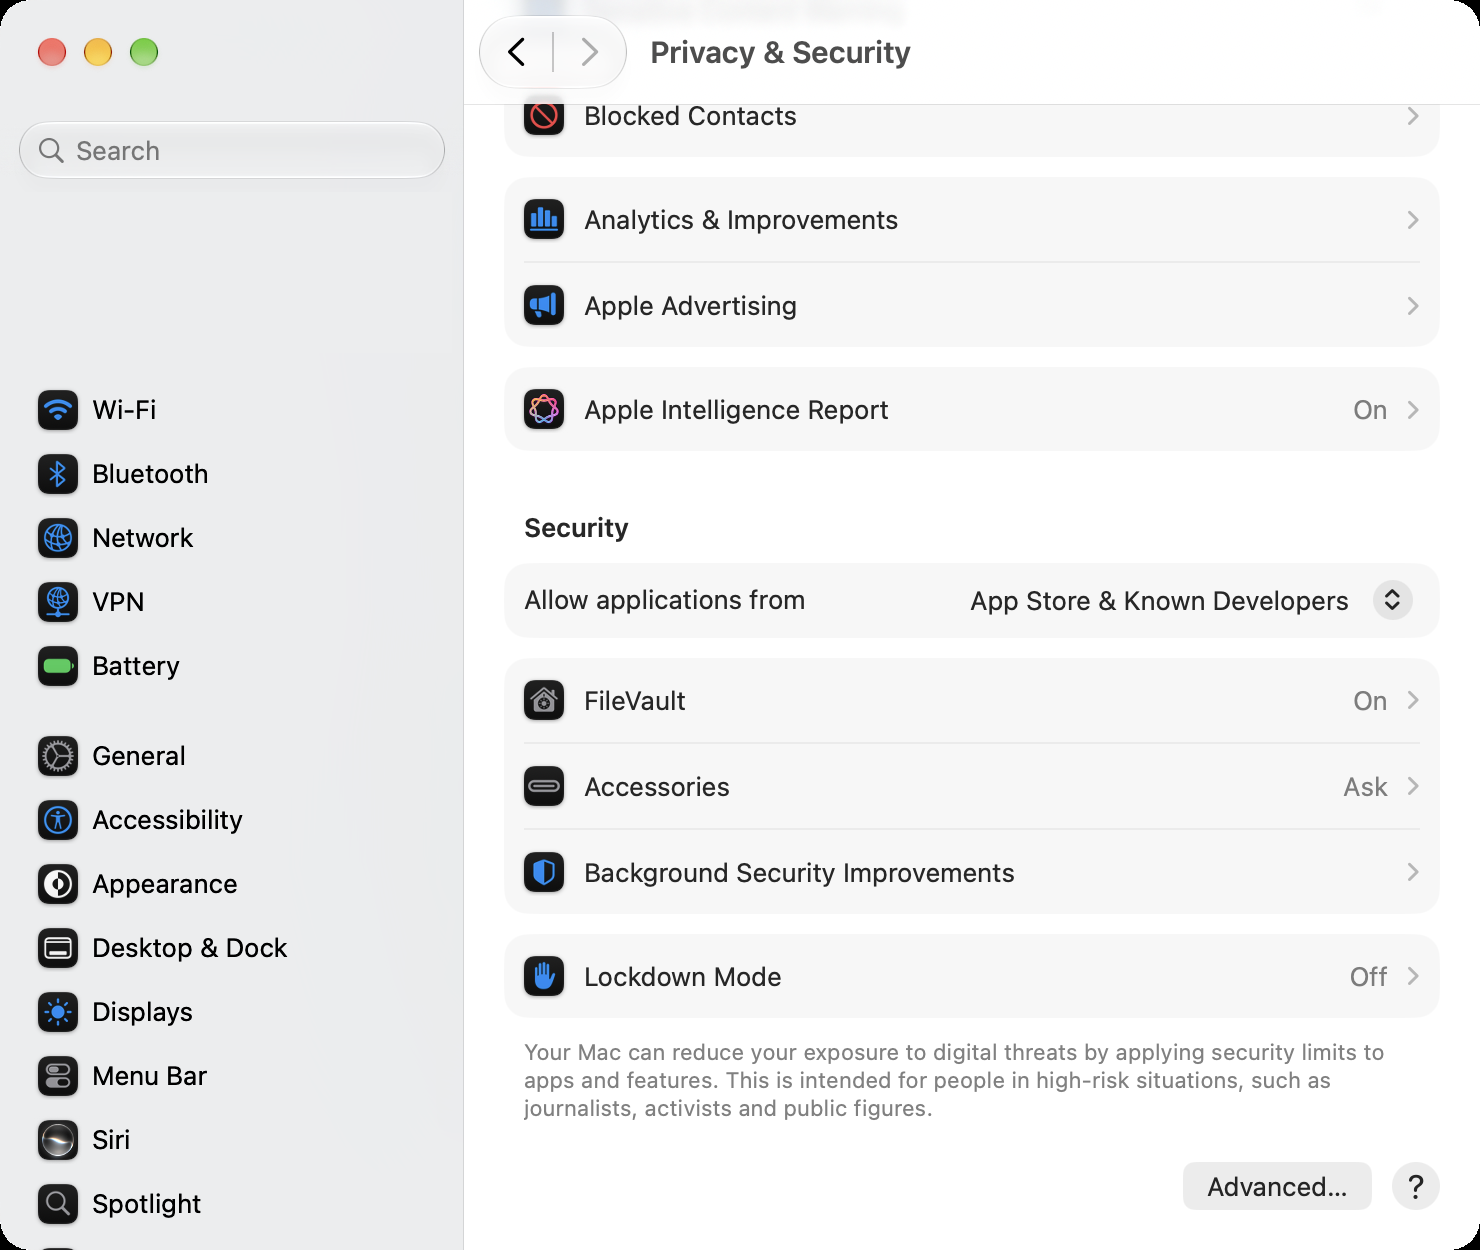 Privacy & Security
Search
Wi-Fi
Bluetooth
Network
VPN
Battery
General
Accessibility
Appearance
Desktop & Dock
Displays
Menu Bar
Siri
Spotlight
Blocked Contacts
Analytics & Improvements
Apple Advertising
Apple Intelligence Report On
Security
Allow applications from App Store & Known Developers
FileVault On
Accessories Ask
Background Security Improvements
Lockdown Mode Off
Your Mac can reduce your exposure to digital threats by applying security limits to
apps and features. This is intended for people in high-risk situations, such as
journalists, activists and public figures.
Advanced...
?